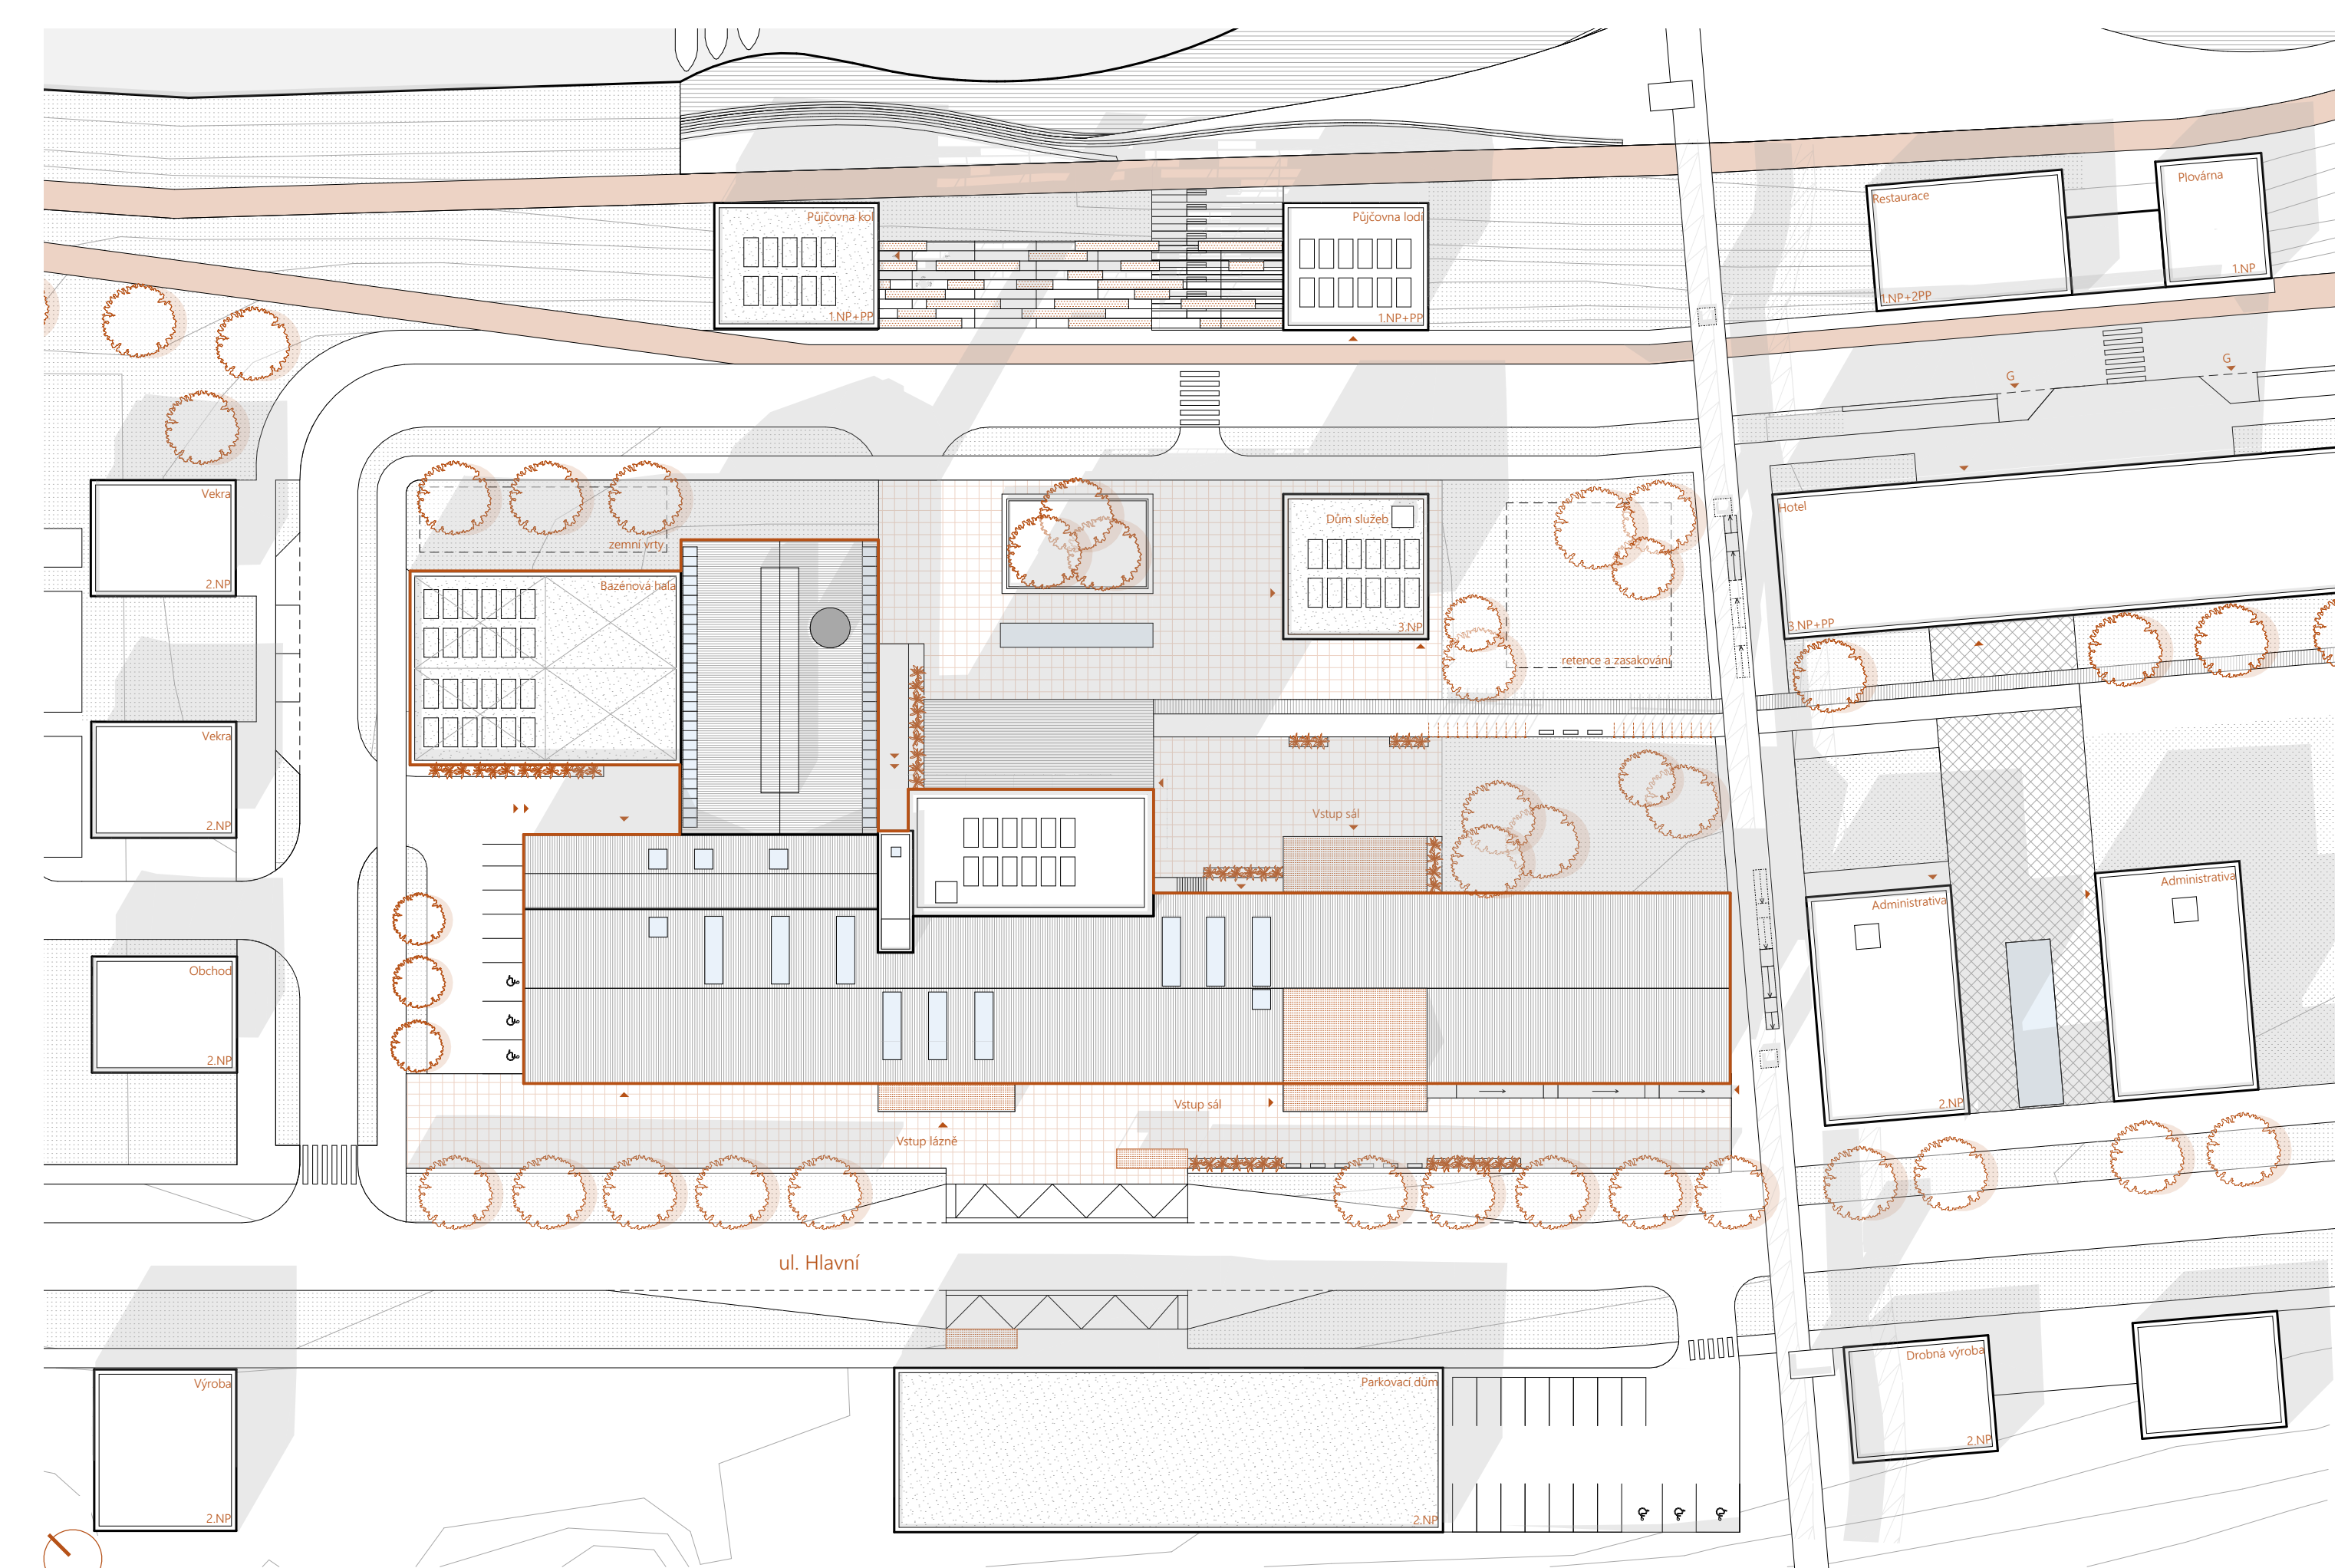 Půjčovna kol
1.NP+PP
Půjčovna lodí
1.NP+PP
Restaurace
1.NP+2PP
Plovárna
1.NP
G
G
Vekra
2.NP
zemní vrty
Bazénová hala
Dům služeb
3.NP
retence a zasakování
Hotel
3.NP+PP
Vekra
2.NP
Vstup sál
Obchod
2.NP
Administrativa
2.NP
Administrativa
Vstup sál
Vstup lázně
ul. Hlavní
Výroba
2.NP
Parkovací dům
2.NP
Drobná výroba
2.NP